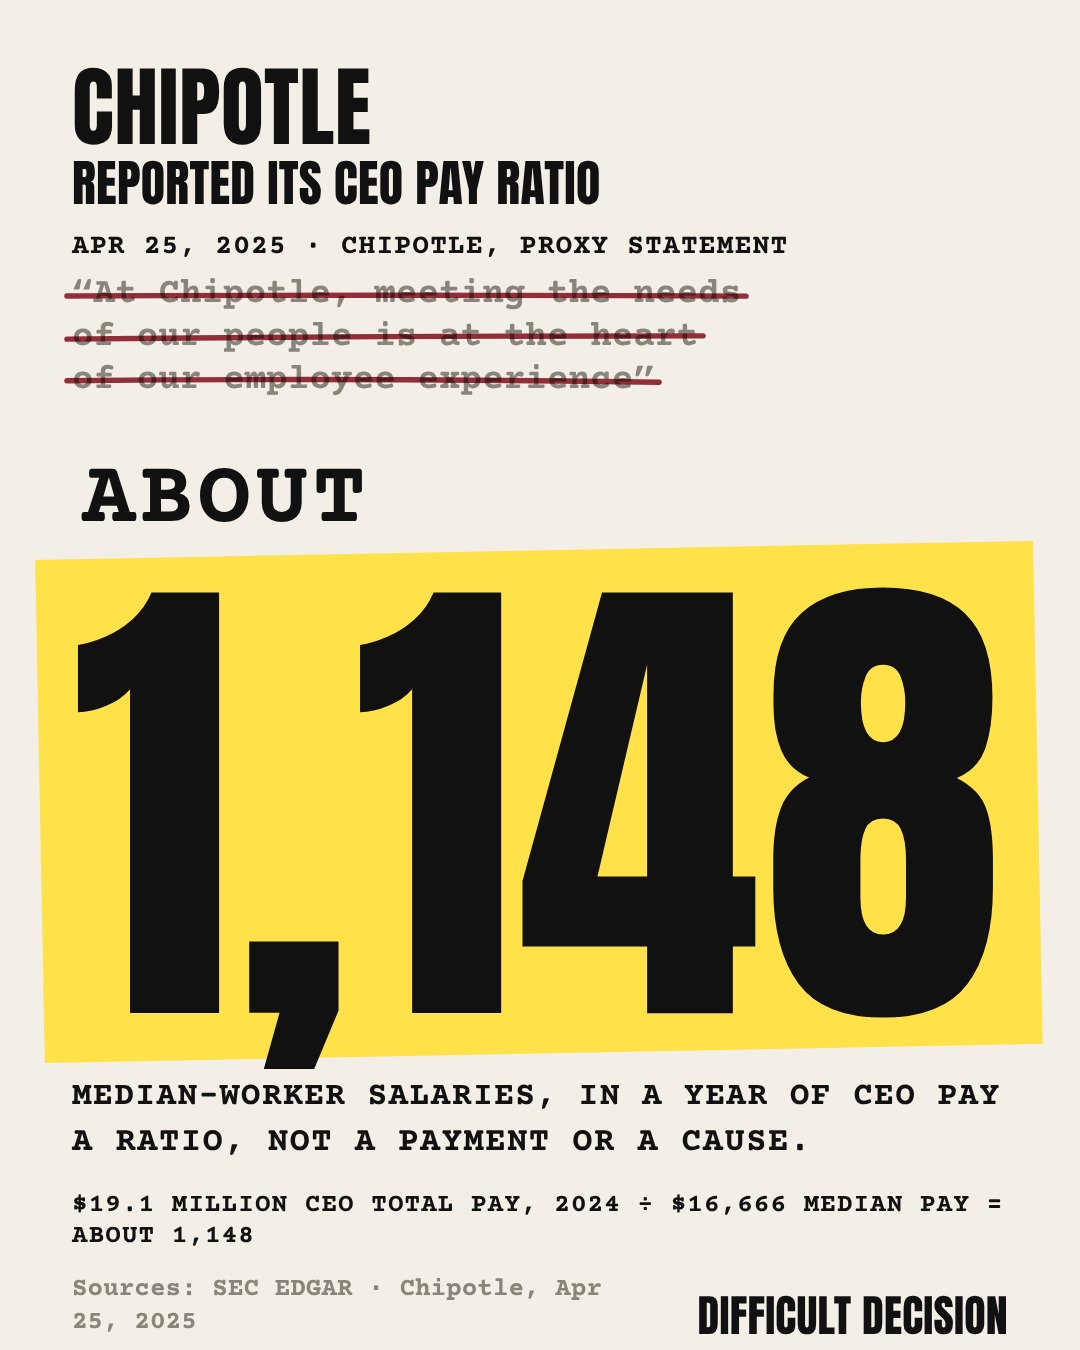 CHIPOTLE
REPORTED ITS CEO PAY RATIO
APR 25, 2025 · CHIPOTLE, PROXY STATEMENT
“At Chipotle, meeting the needs
of our people is at the heart
of our employee experience”
ABOUT
1,148
MEDIAN-WORKER SALARIES, IN A YEAR OF CEO PAY
A RATIO, NOT A PAYMENT OR A CAUSE.
$19.1 MILLION CEO TOTAL PAY, 2024 ÷ $16,666 MEDIAN PAY =
ABOUT 1,148
Sources: SEC EDGAR · Chipotle, Apr
25, 2025
DIFFICULT DECISION